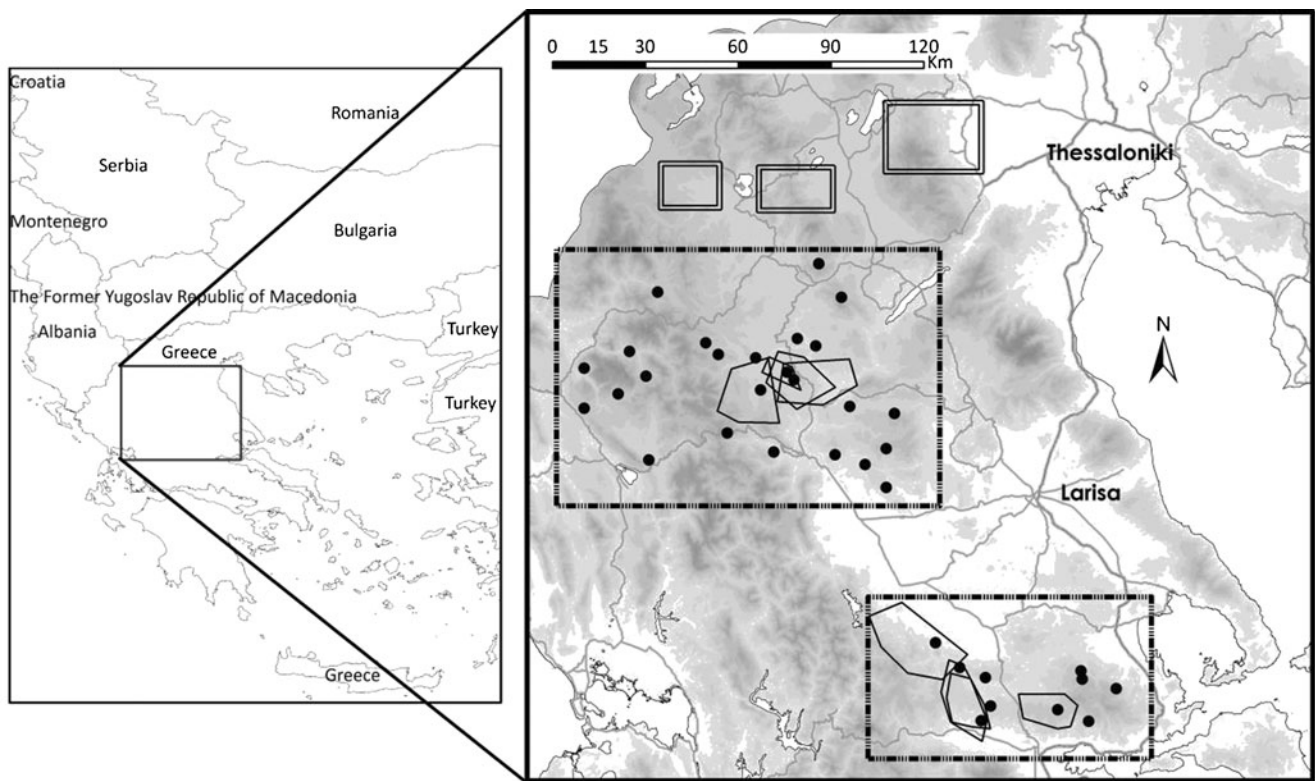 Croatia
Romania
Serbia
Montenegro
Bulgaria
The Former Yugoslav Republic of Macedonia
Albania
Turkey
Greece
Turkey
Greece
0 15 30 60 90 120
Km
Thessaloniki
N
Larisa